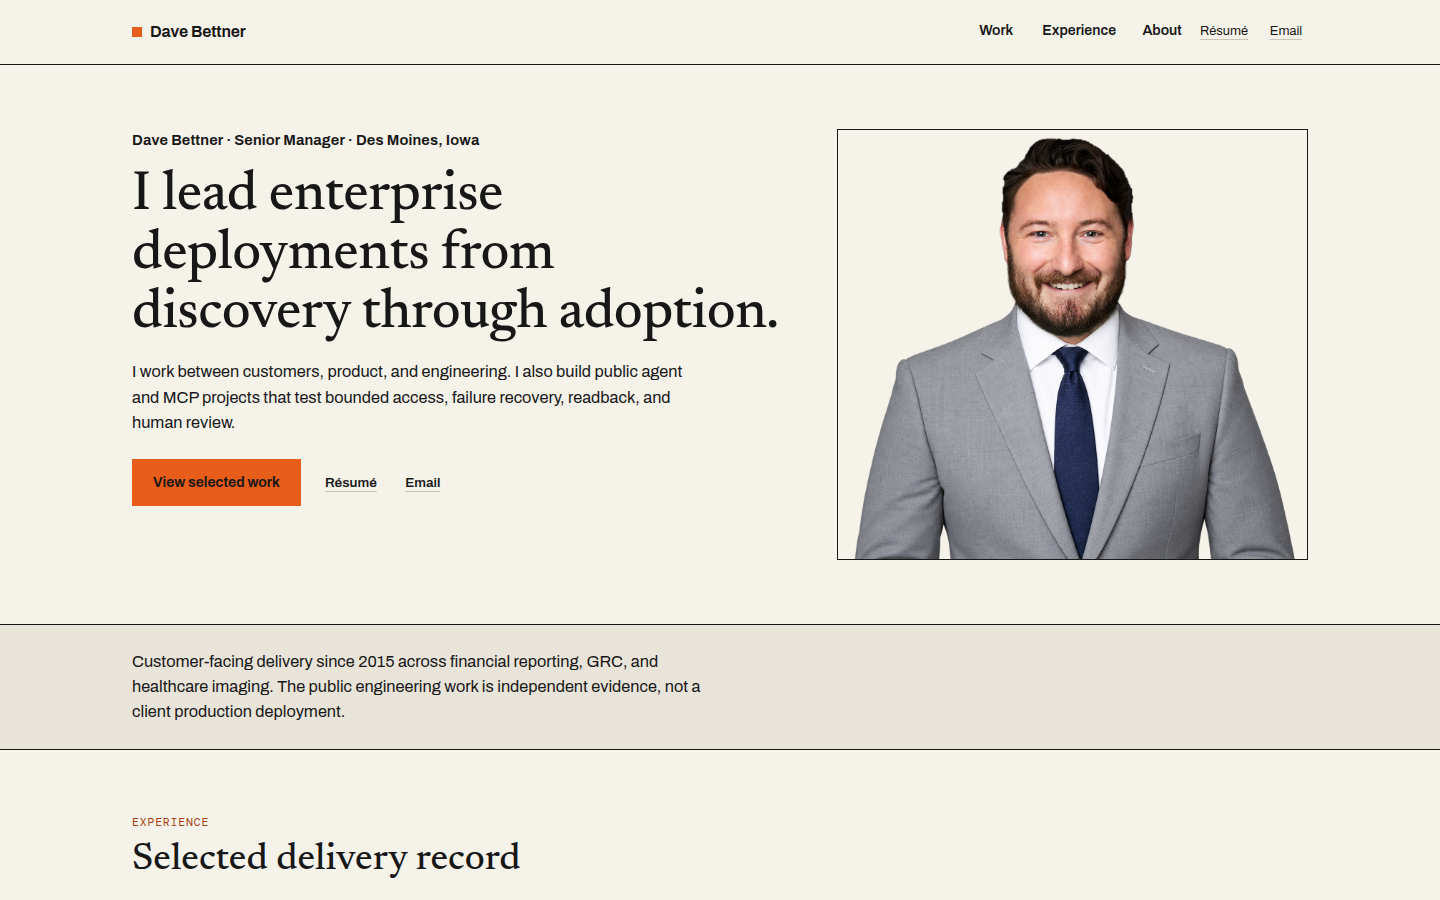 Dave Bettner
Work Experience About Résumé Email
Dave Bettner · Senior Manager · Des Moines, Iowa
I lead enterprise
deployments from
discovery through adoption.
I work between customers, product, and engineering. I also build public agent
and MCP projects that test bounded access, failure recovery, readback, and
human review.
View selected work Résumé Email
Customer-facing delivery since 2015 across financial reporting, GRC, and
healthcare imaging. The public engineering work is independent evidence, not a
client production deployment.
EXPERIENCE
Selected delivery record